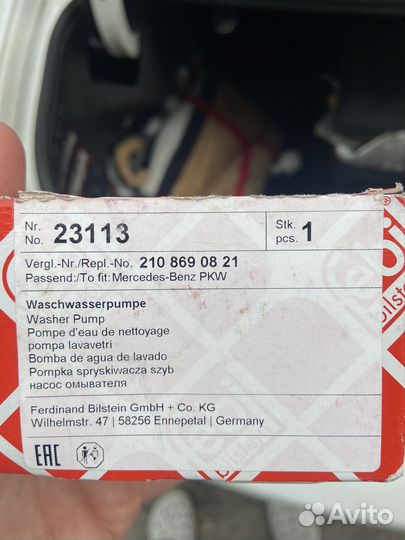 Nr.
No. 23113
Stk.
pcs. 1
Vergl.-Nr./Repl.-No. 210 869 08 21
Passend:/To fit:Mercedes-Benz PKW
Waschwasserpumpe
Washer Pump
Pompe d'eau de nettoyage
pompa lavavetri
Bomba de agua de lavado
Pompka spryskiwacza szyb
насос омывателя
Ferdinand Bilstein GmbH + Co. KG
Wilhelmstr. 47 | 58256 Ennepetal | Germany
EAC
bilstein
Avito